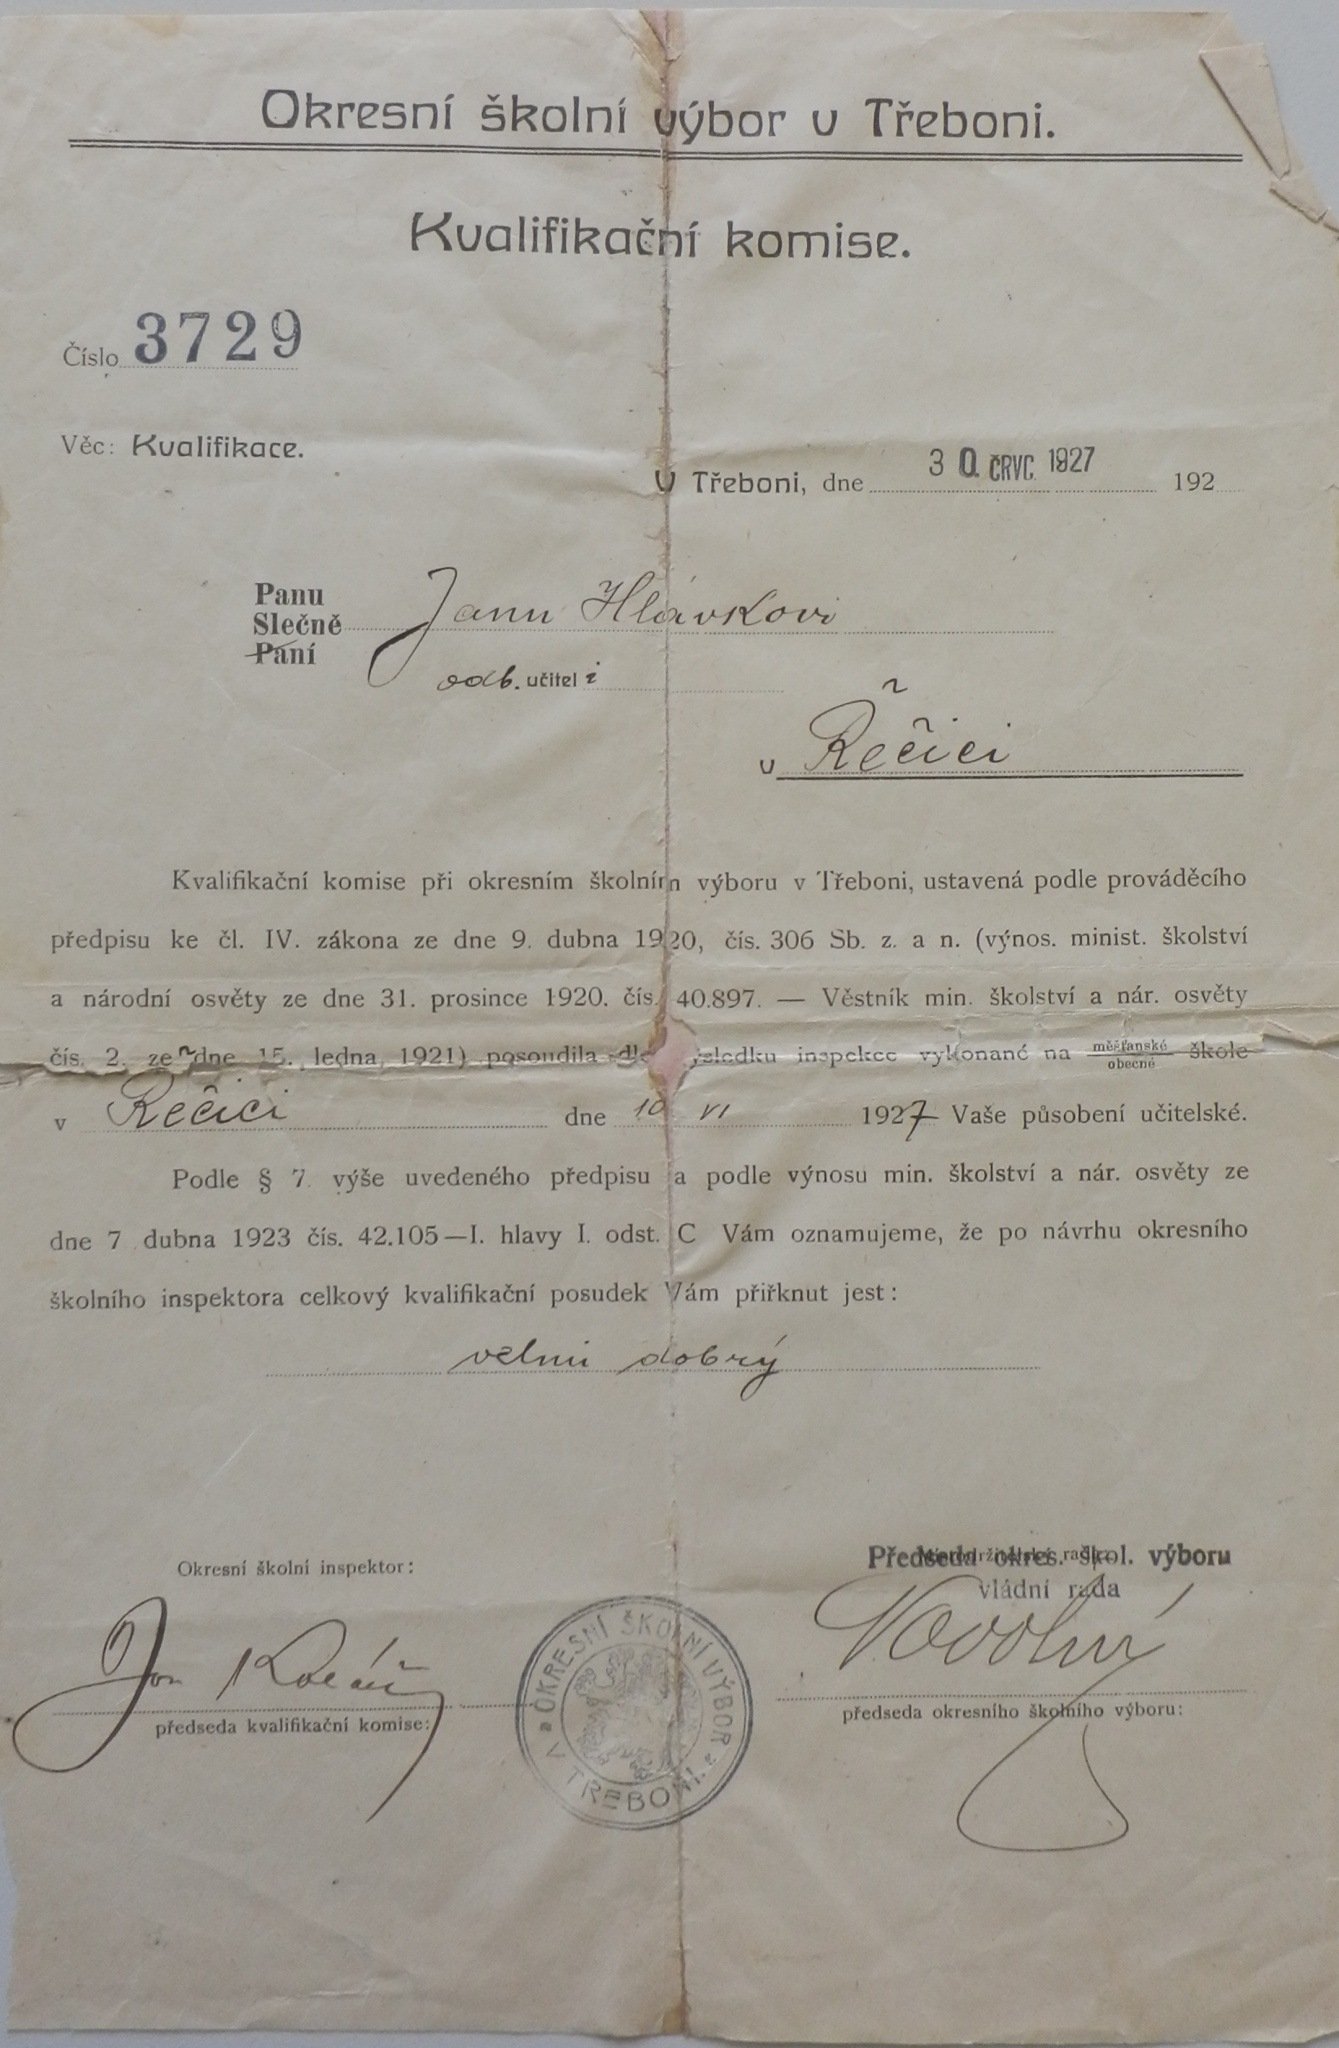 Okresní školní výbor v Třeboni.
Kvalifikační komise.
Číslo 3729
Věc: Kvalifikace.
V Třeboni, dne 30. ČRVC. 1927 192
Panu
Slečně
Paní
Janu Hlávkovi
odb. učiteli
v Řečici
Kvalifikační komise při okresním školním výboru v Třeboni, ustavená podle prováděcího
předpisu ke čl. IV. zákona ze dne 9. dubna 1920, čís. 306 Sb. z. a n. (výnos. minist. školství
a národní osvěty ze dne 31. prosince 1920. čís. 40.897. — Věstník min. školství a nár. osvěty
čís. 2. ze dne 15. ledna 1921) posoudila dle výsledku inspekce vykonané na měšťanské obecné škole
v Řečici dne 10. VI 1927 Vaše působení učitelské.
Podle § 7. výše uvedeného předpisu a podle výnosu min. školství a nár. osvěty ze
dne 7 dubna 1923 čís. 42.105—I. hlavy I. odst. C Vám oznamujeme, že po návrhu okresního
školního inspektora celkový kvalifikační posudek Vám přiřknut jest:
velmi dobrý
Okresní školní inspektor:
Předseda okres. škol. výboru
vládní rada
Novotný
Jan Kolář
předseda kvalifikační komise:
předseda okresního školního výboru:
OKRESNÍ ŠKOLNÍ VÝBOR
V TŘEBONI.